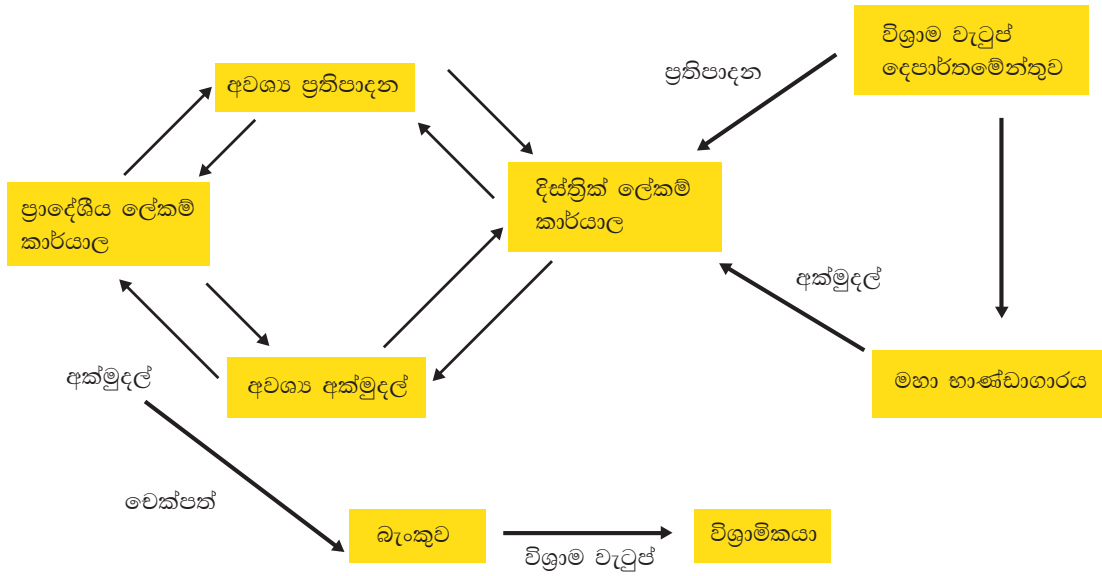 විශ්‍රාම වැටුප්
දෙපාර්තමේන්තුව
ප්‍රතිපාදන
අවශ්‍ය ප්‍රතිපාදන
දිස්ත්‍රික් ලේකම්
කාර්යාල
ප්‍රාදේශීය ලේකම්
කාර්යාල
අක්මුදල්
මහා භාණ්ඩාගාරය
අවශ්‍ය අක්මුදල්
අක්මුදල්
චෙක්පත්
බැංකුව
විශ්‍රාම වැටුප්
විශ්‍රාමිකයා